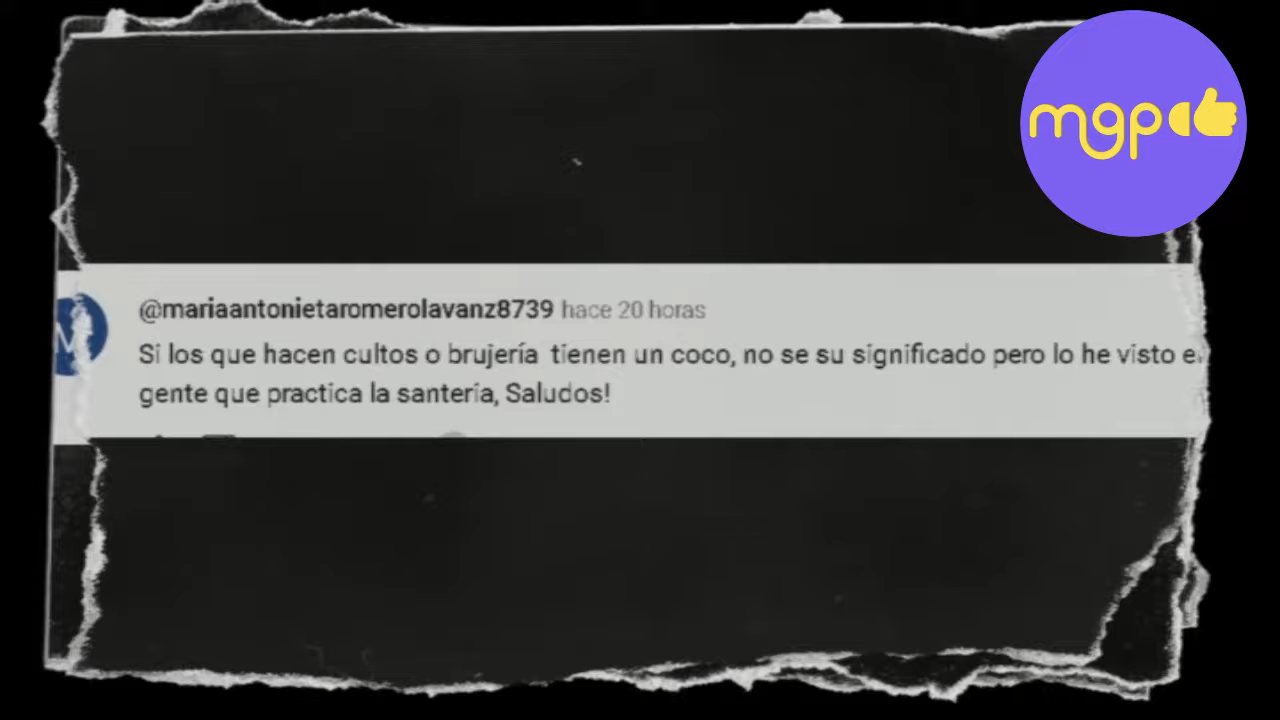 mgp
@mariaantonietaromerolavanz8739 hace 20 horas
Si los que hacen cultos o brujería tienen un coco, no se su significado pero lo he visto
gente que practica la santería, Saludos!